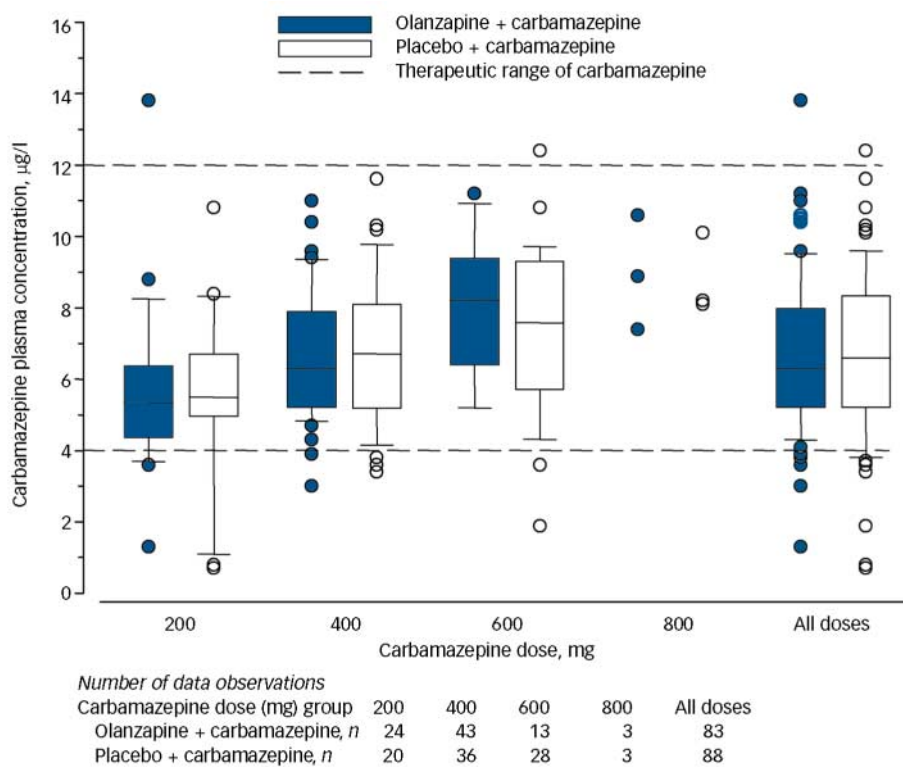 Olanzapine + carbamazepine
Placebo + carbamazepine
Therapeutic range of carbamazepine
Carbamazepine plasma concentration, μg/l
16
14
12
10
8
6
4
2
0
200 400 600 800 All doses
Carbamazepine dose, mg
Number of data observations
Carbamazepine dose (mg) group 200 400 600 800 All doses
Olanzapine + carbamazepine, n 24 43 13 3 83
Placebo + carbamazepine, n 20 36 28 3 88